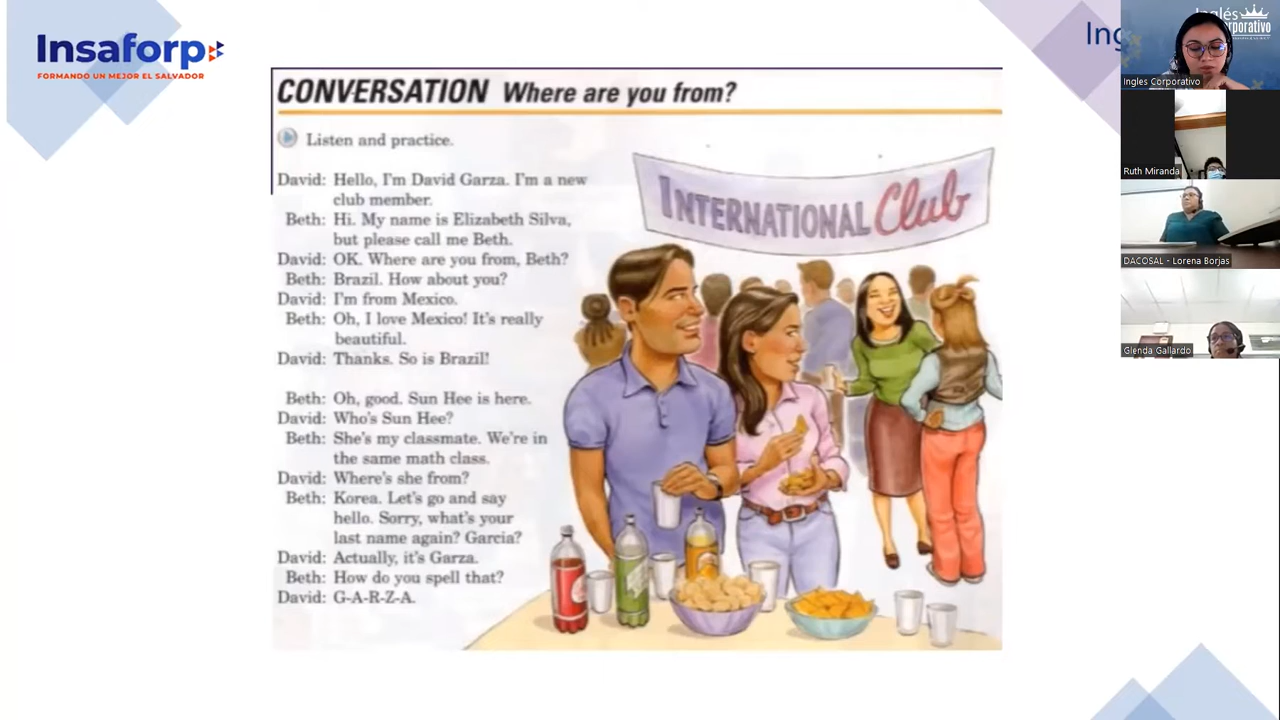 Insaforp
FORMANDO UN MEJOR EL SALVADOR
CONVERSATION Where are you from?
Listen and practice.
David: Hello, I'm David Garza. I'm a new
club member.
Beth: Hi. My name is Elizabeth Silva,
but please call me Beth.
David: OK. Where are you from, Beth?
Beth: Brazil. How about you?
David: I'm from Mexico.
Beth: Oh, I love Mexico! It's really
beautiful.
David: Thanks. So is Brazil!
Beth: Oh, good. Sun Hee is here.
David: Who's Sun Hee?
Beth: She's my classmate. We're in
the same math class.
David: Where's she from?
Beth: Korea. Let's go and say
hello. Sorry, what's your
last name again? Garcia?
David: Actually, it's Garza.
Beth: How do you spell that?
David: G-A-R-Z-A.
INTERNATIONAL Club
Ing
Inglés
Ingles Corporativo
Ruth Miranda
DACOSAL - Lorena Borjas
Glenda Gallardo